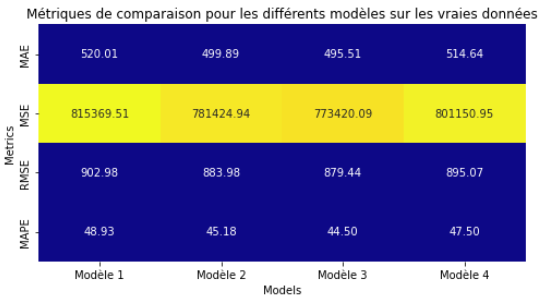 Métriques de comparaison pour les différents modèles sur les vraies données
MAE 520.01 499.89 495.51 514.64
MSE 815369.51 781424.94 773420.09 801150.95
Metrics
RMSE 902.98 883.98 879.44 895.07
MAPE 48.93 45.18 44.50 47.50
Modèle 1 Modèle 2 Modèle 3 Modèle 4
Models